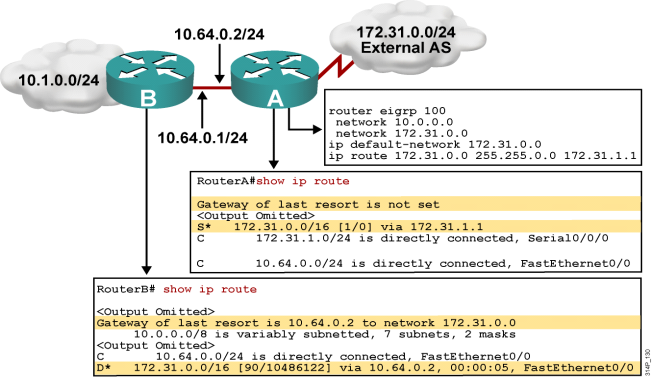 10.64.0.2/24
172.31.0.0/24
External AS
10.1.0.0/24
B
A
10.64.0.1/24
router eigrp 100
network 10.0.0.0
network 172.31.0.0
ip default-network 172.31.0.0
ip route 172.31.0.0 255.255.0.0 172.31.1.1
RouterA#show ip route
Gateway of last resort is not set
<Output Omitted>
S* 172.31.0.0/16 [1/0] via 172.31.1.1
C 172.31.1.0/24 is directly connected, Serial0/0/0
C 10.64.0.0/24 is directly connected, FastEthernet0/0
RouterB# show ip route
<Output Omitted>
Gateway of last resort is 10.64.0.2 to network 172.31.0.0
10.0.0.0/8 is variably subnetted, 7 subnets, 2 masks
<Output Omitted>
C 10.64.0.0/24 is directly connected, FastEthernet0/0
D* 172.31.0.0/16 [90/10486122] via 10.64.0.2, 00:00:05, FastEthernet0/0
314P_130